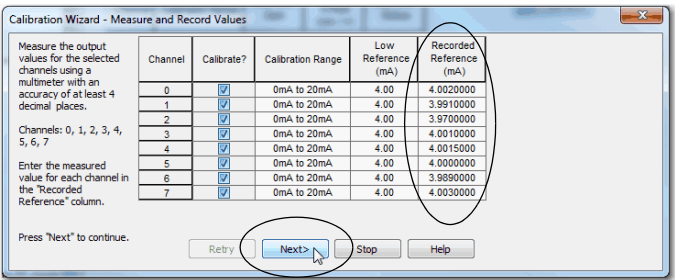 Calibration Wizard - Measure and Record Values
Measure the output
values for the selected
channels using a
multimeter with an
accuracy of at least 4
decimal places.
Channels: 0, 1, 2, 3, 4,
5, 6, 7
Enter the measured
value for each channel in
the "Recorded
Reference" column.
Press "Next" to continue.
Channel Calibrate? Calibration Range Low Reference (mA) Recorded Reference (mA)
0 0mA to 20mA 4.00 4.0020000
1 0mA to 20mA 4.00 3.9910000
2 0mA to 20mA 4.00 3.9700000
3 0mA to 20mA 4.00 4.0010000
4 0mA to 20mA 4.00 4.0015000
5 0mA to 20mA 4.00 4.0000000
6 0mA to 20mA 4.00 3.9890000
7 0mA to 20mA 4.00 4.0030000
Retry Next> Stop Help